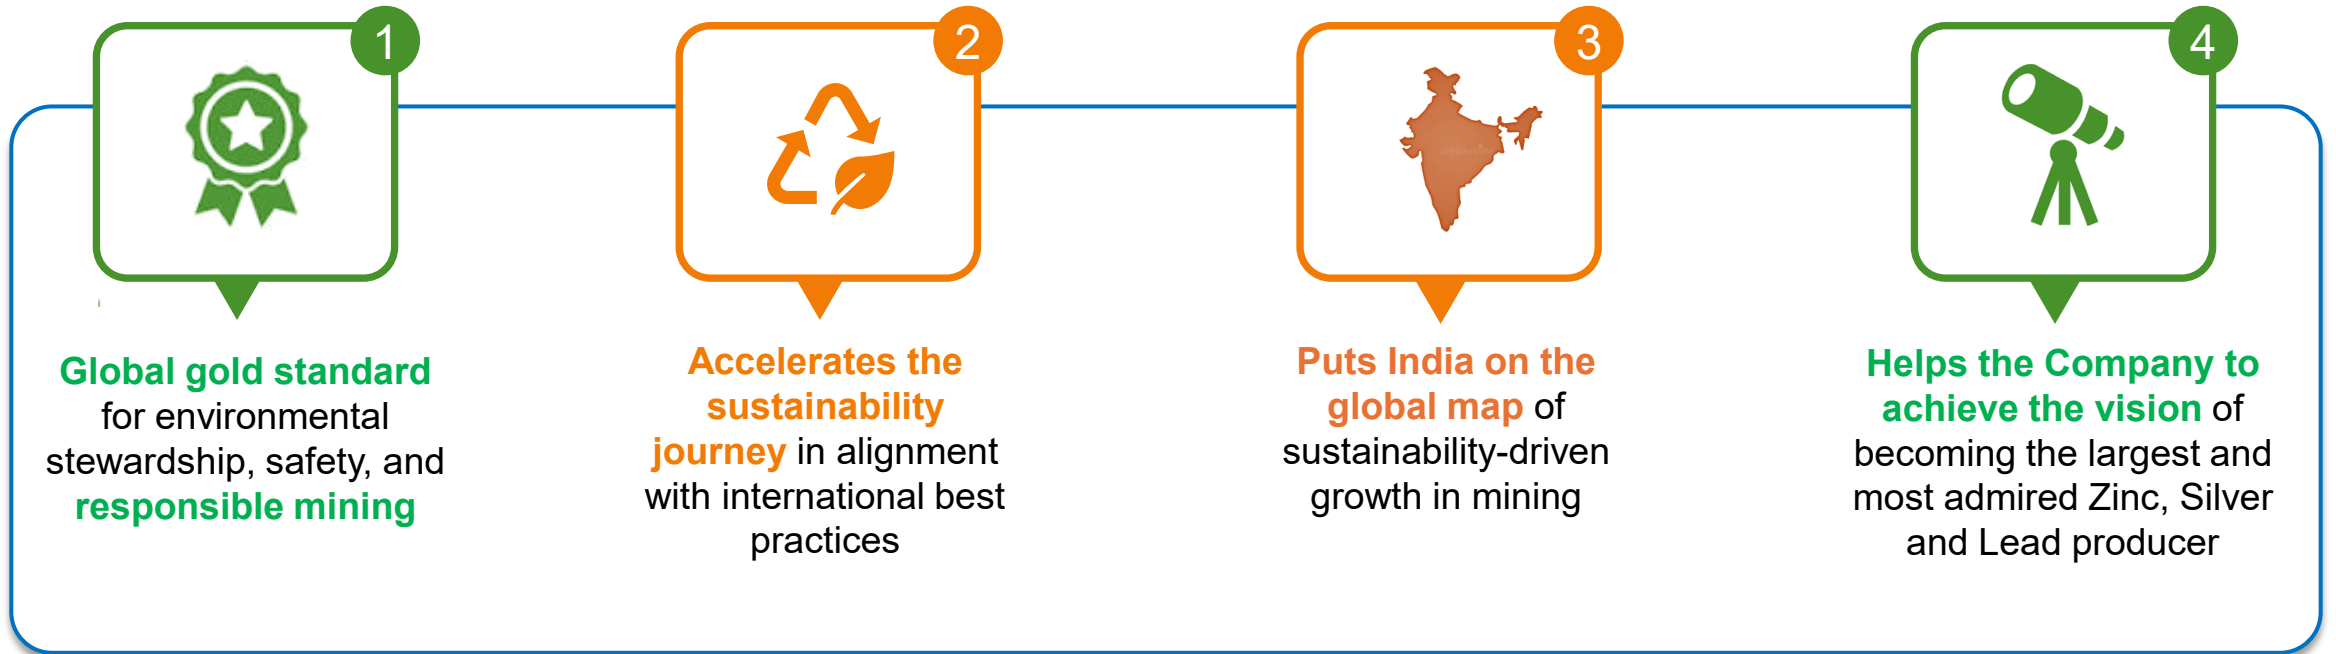 1
Global gold standard
for environmental
stewardship, safety, and
responsible mining
2
Accelerates the
sustainability
journey in alignment
with international best
practices
3
Puts India on the
global map of
sustainability-driven
growth in mining
4
Helps the Company to
achieve the vision of
becoming the largest and
most admired Zinc, Silver
and Lead producer